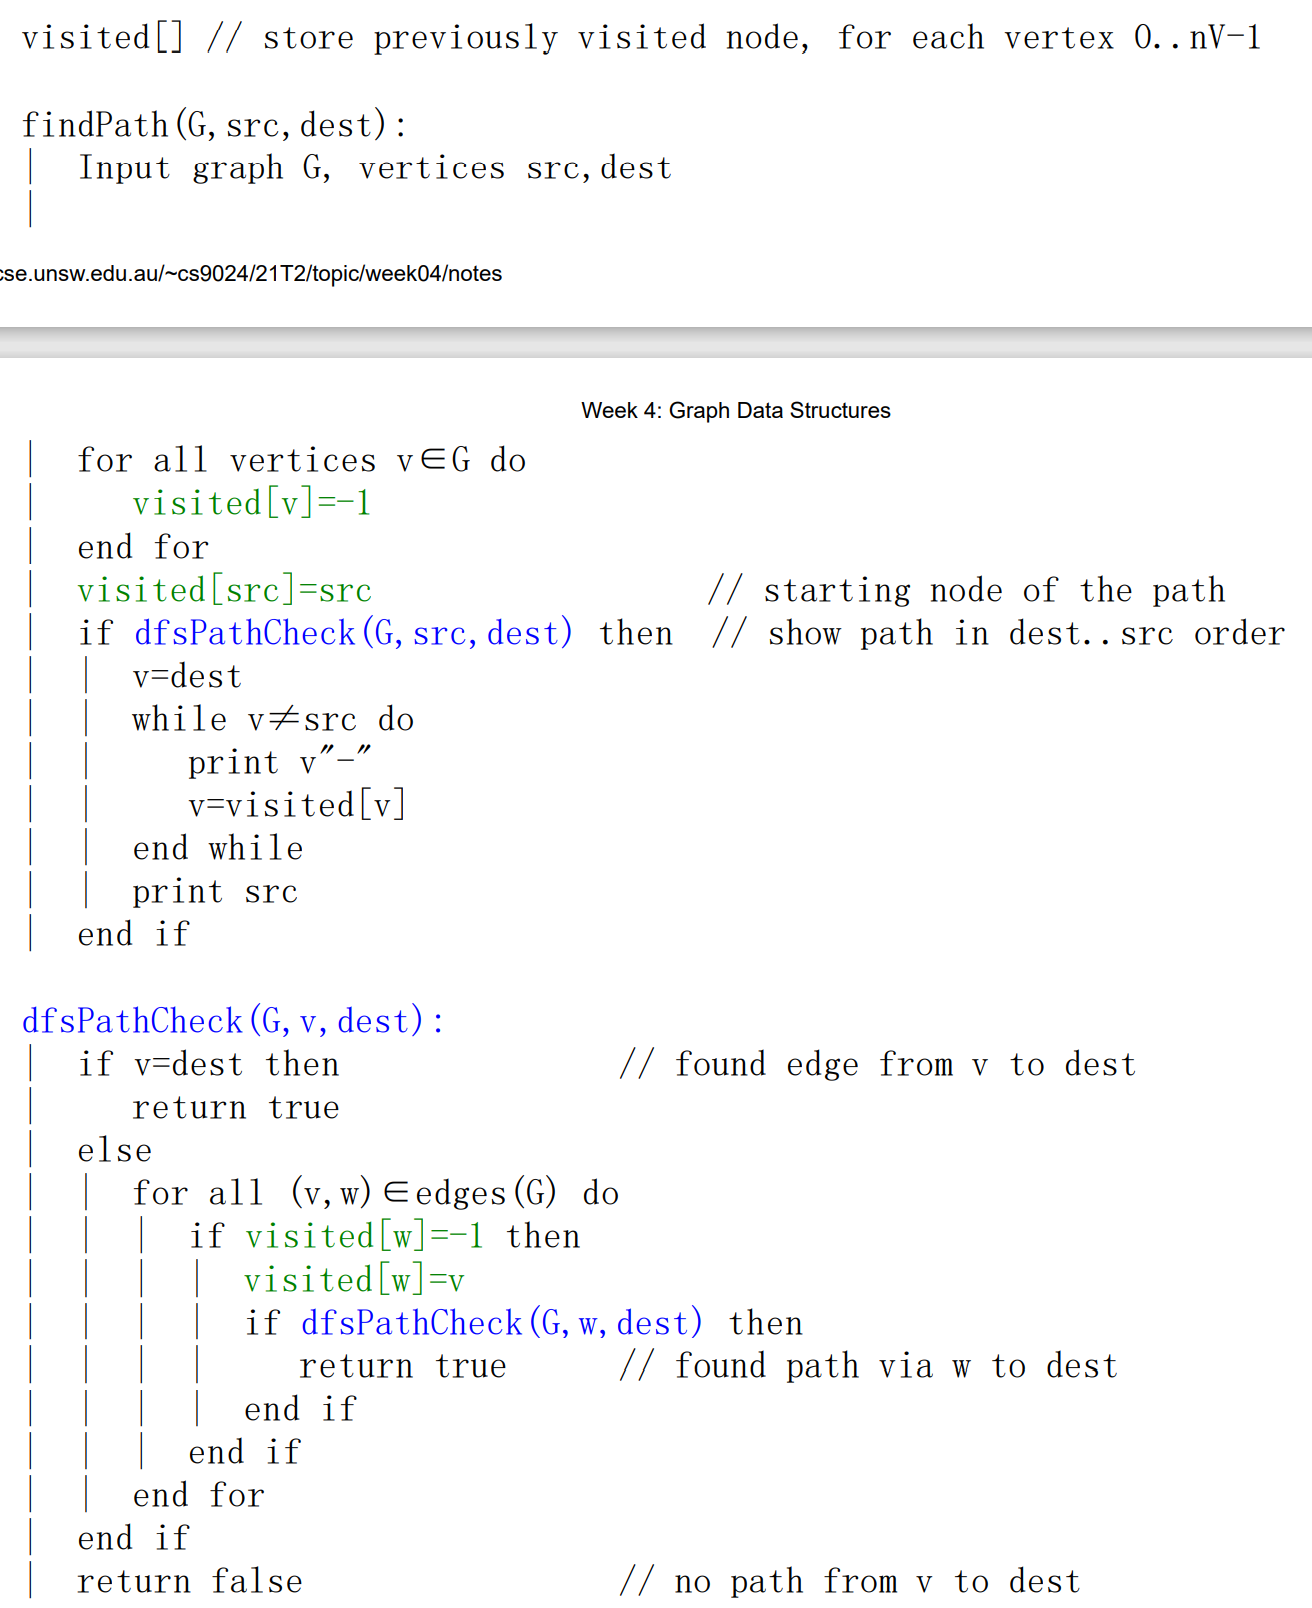 visited[] // store previously visited node, for each vertex 0..nV-1
findPath(G,src,dest):
| Input graph G, vertices src,dest
|
cse.unsw.edu.au/~cs9024/21T2/topic/week04/notes
Week 4: Graph Data Structures
| for all vertices v∈G do
| visited[v]=-1
| end for
| visited[src]=src // starting node of the path
| if dfsPathCheck(G,src,dest) then // show path in dest..src order
| | v=dest
| | while v≠src do
| | print v"-"
| | v=visited[v]
| | end while
| | print src
| end if
dfsPathCheck(G,v,dest):
| if v=dest then // found edge from v to dest
| return true
| else
| | for all (v,w)∈edges(G) do
| | | if visited[w]=-1 then
| | | | visited[w]=v
| | | | if dfsPathCheck(G,w,dest) then
| | | | return true // found path via w to dest
| | | | end if
| | | end if
| | end for
| end if
| return false // no path from v to dest